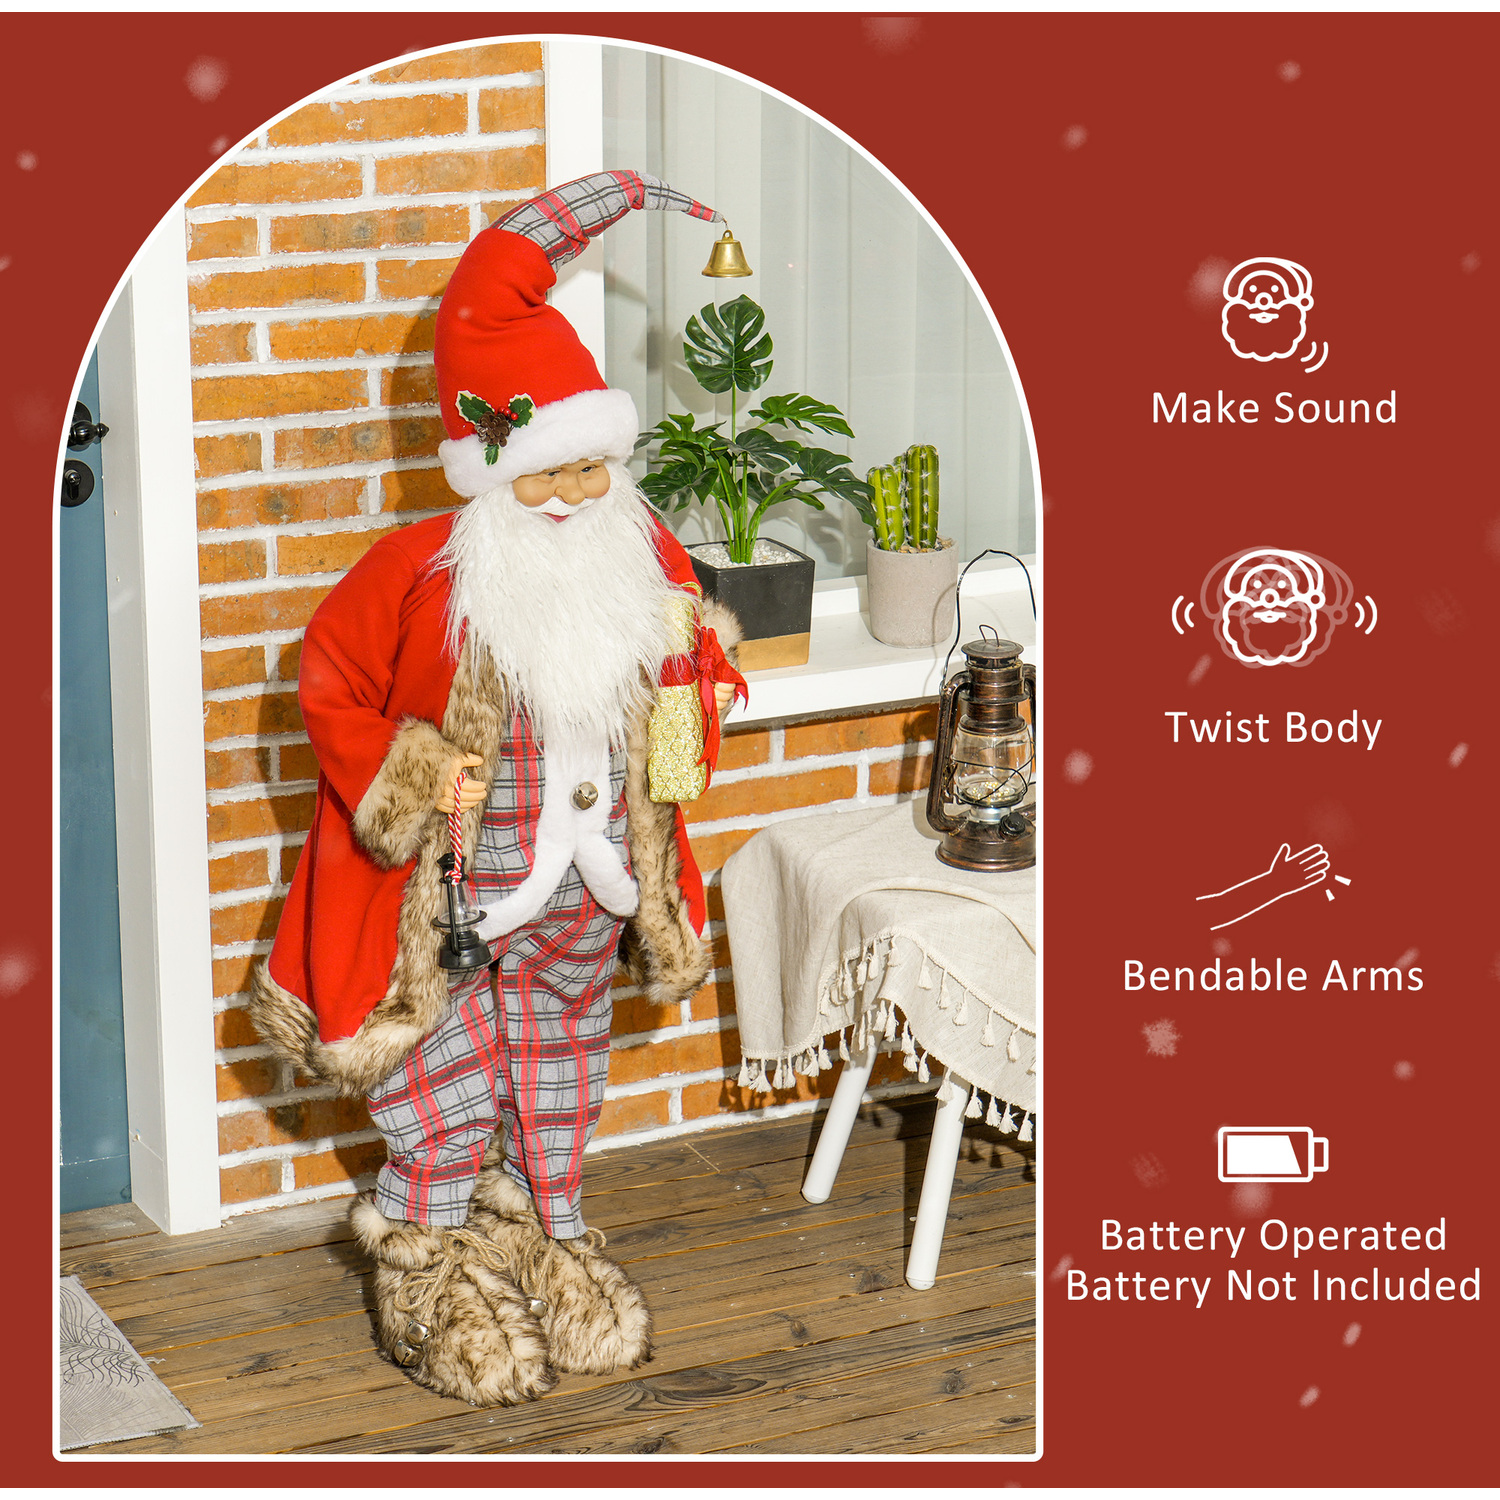 Make Sound
Twist Body
Bendable Arms
Battery Operated
Battery Not Included